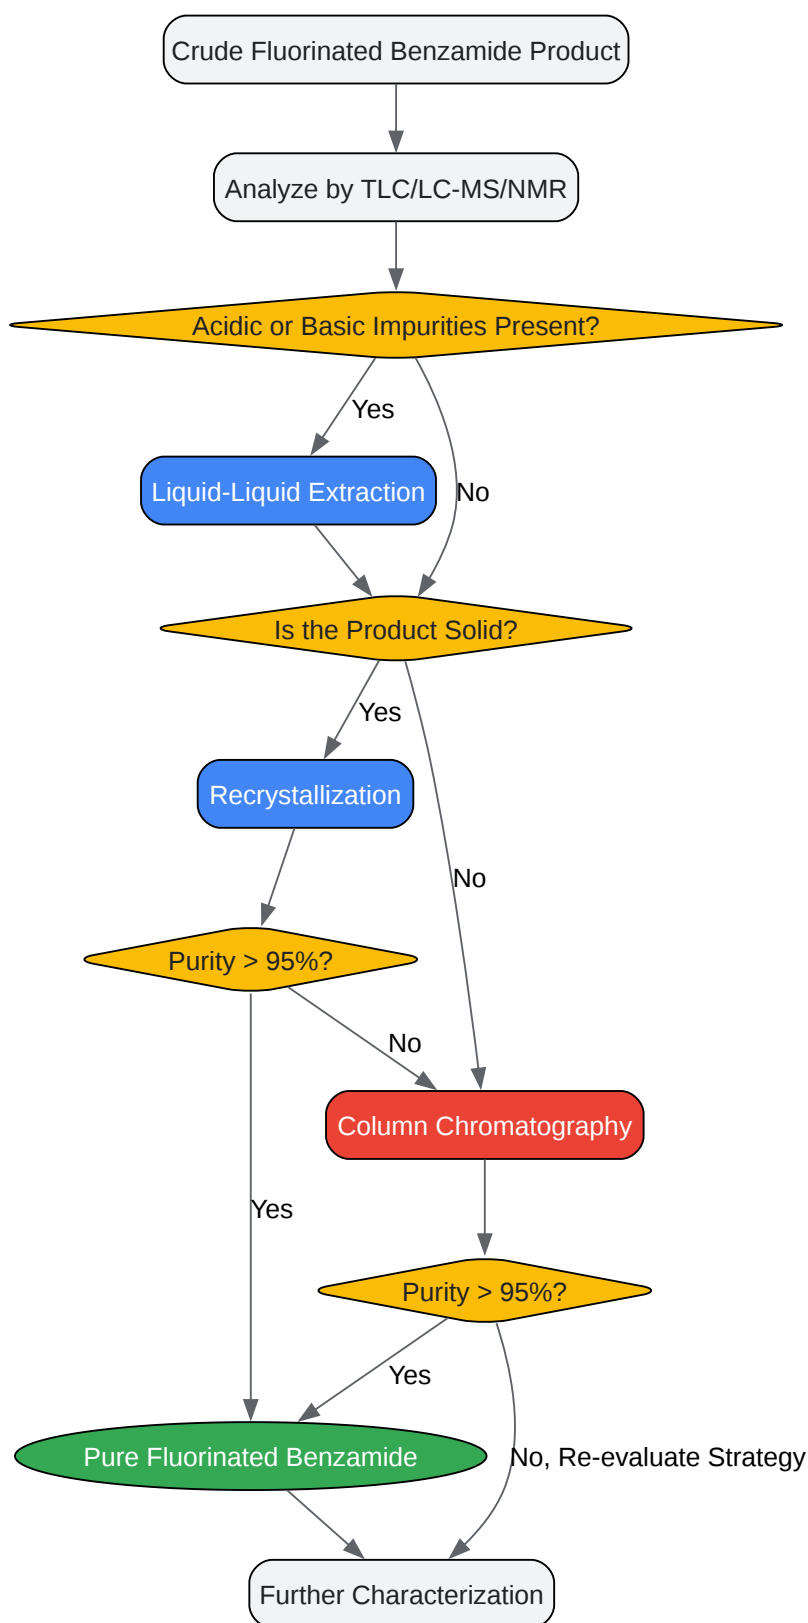 Crude Fluorinated Benzamide Product
Analyze by TLC/LC-MS/NMR
Acidic or Basic Impurities Present?
Yes
Liquid-Liquid Extraction
No
Is the Product Solid?
Yes
Recrystallization
No
Purity > 95%?
No
Column Chromatography
Yes
Purity > 95%?
Yes
Pure Fluorinated Benzamide
No, Re-evaluate Strategy
Further Characterization